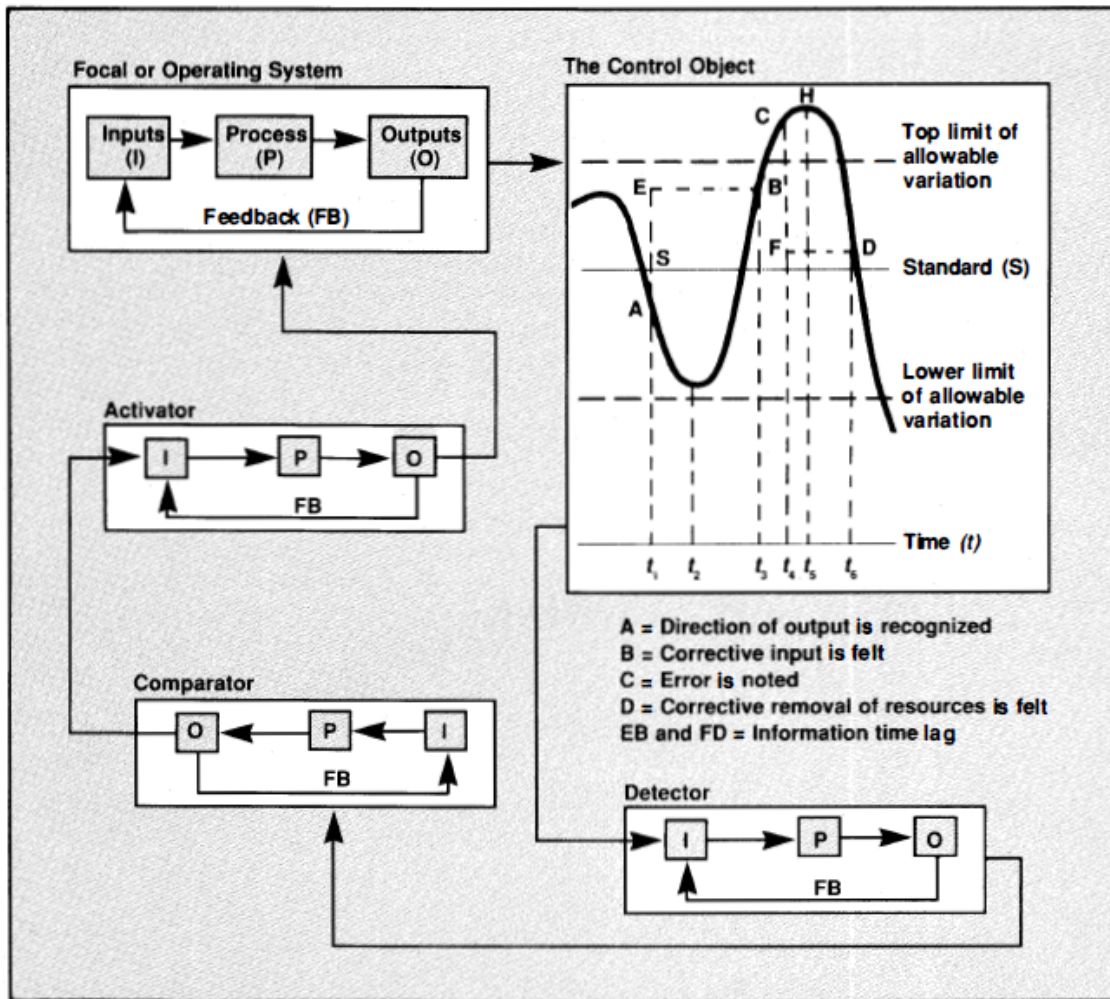 Focal or Operating System
Inputs
(I)
Process
(P)
Outputs
(O)
Feedback (FB)
The Control Object
H
C
Top limit of
allowable
variation
E
B
F
D
S
Standard (S)
A
Lower limit
of allowable
variation
Time (t)
t₁ t₂ t₃ t₄ t₅ t₆
A = Direction of output is recognized
B = Corrective input is felt
C = Error is noted
D = Corrective removal of resources is felt
EB and FD = Information time lag
Activator
I P O
FB
Comparator
O P I
FB
Detector
I P O
FB